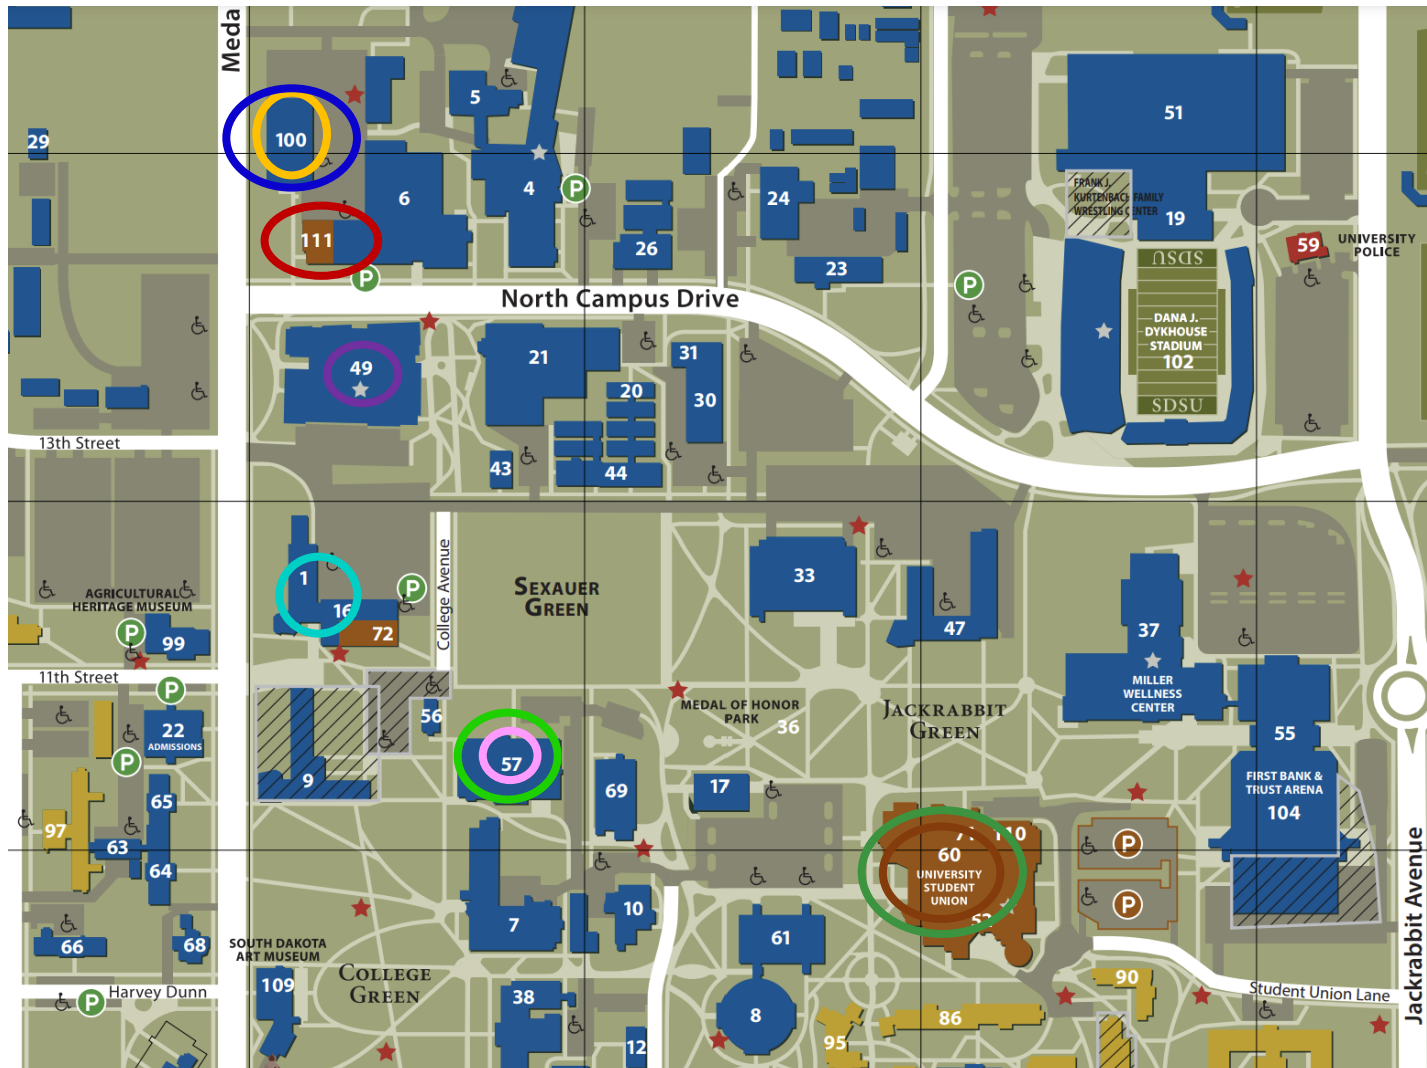 Meda
29
100
5
4
6
111
P
P
26
24
23
51
FRANK J.
KURTENBACH FAMILY
WRESTLING CENTER
19
59
UNIVERSITY
POLICE
P
North Campus Drive
SDSU
DANA J.
DYKHOUSE
STADIUM
102
SDSU
49
21
31
20
30
43
44
13th Street
AGRICULTURAL
HERITAGE MUSEUM
P
99
1
16
72
P
College Avenue
SEXAUER
GREEN
33
47
37
MILLER
WELLNESS
CENTER
11th Street
P
22
ADMISSIONS
P
56
57
9
MEDAL OF HONOR
PARK
36
JACKRABBIT
GREEN
55
FIRST BANK &
TRUST ARENA
104
65
97
63
64
69
17
110
60
UNIVERSITY
STUDENT
UNION
P
P
66
68
7
10
61
SOUTH DAKOTA
ART MUSEUM
109
COLLEGE
GREEN
Harvey Dunn
P
38
12
8
95
86
90
Student Union Lane
Jackrabbit Avenue